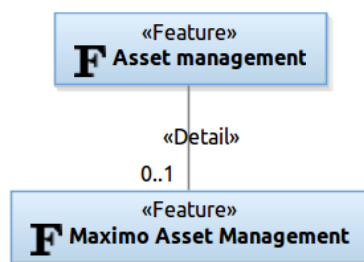 «Feature»
F Asset management
«Detail»
0..1
«Feature»
F Maximo Asset Management